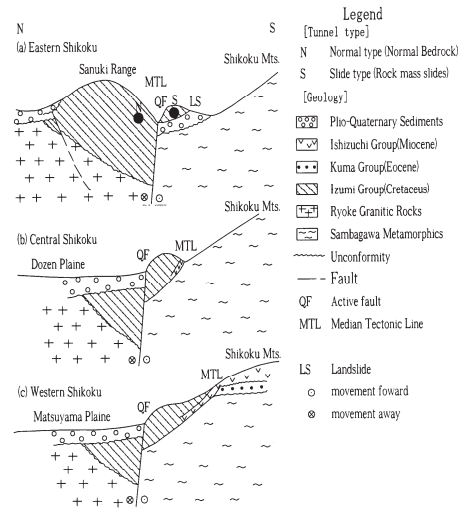 N S
(a) Eastern Shikoku
Shikoku Mts.
Sanuki Range
MTL
QF S LS
N
Shikoku Mts.
(b) Central Shikoku
QF MTL
Dozen Plaine
Shikoku Mts.
(c) Western Shikoku
MTL
QF
Matsuyama Plaine
Legend
[Tunnel type]
N Normal type (Normal Bedrock)
S Slide type (Rock mass slides)
[Geology]
Plio-Quaternary Sediments
Ishizuchi Group(Miocene)
Kuma Group(Eocene)
Izumi Group(Cretaceus)
Ryoke Granitic Rocks
Sambagawa Metamorphics
Unconformity
Fault
QF Active fault
MTL Median Tectonic Line
LS Landslide
movement foward
movement away